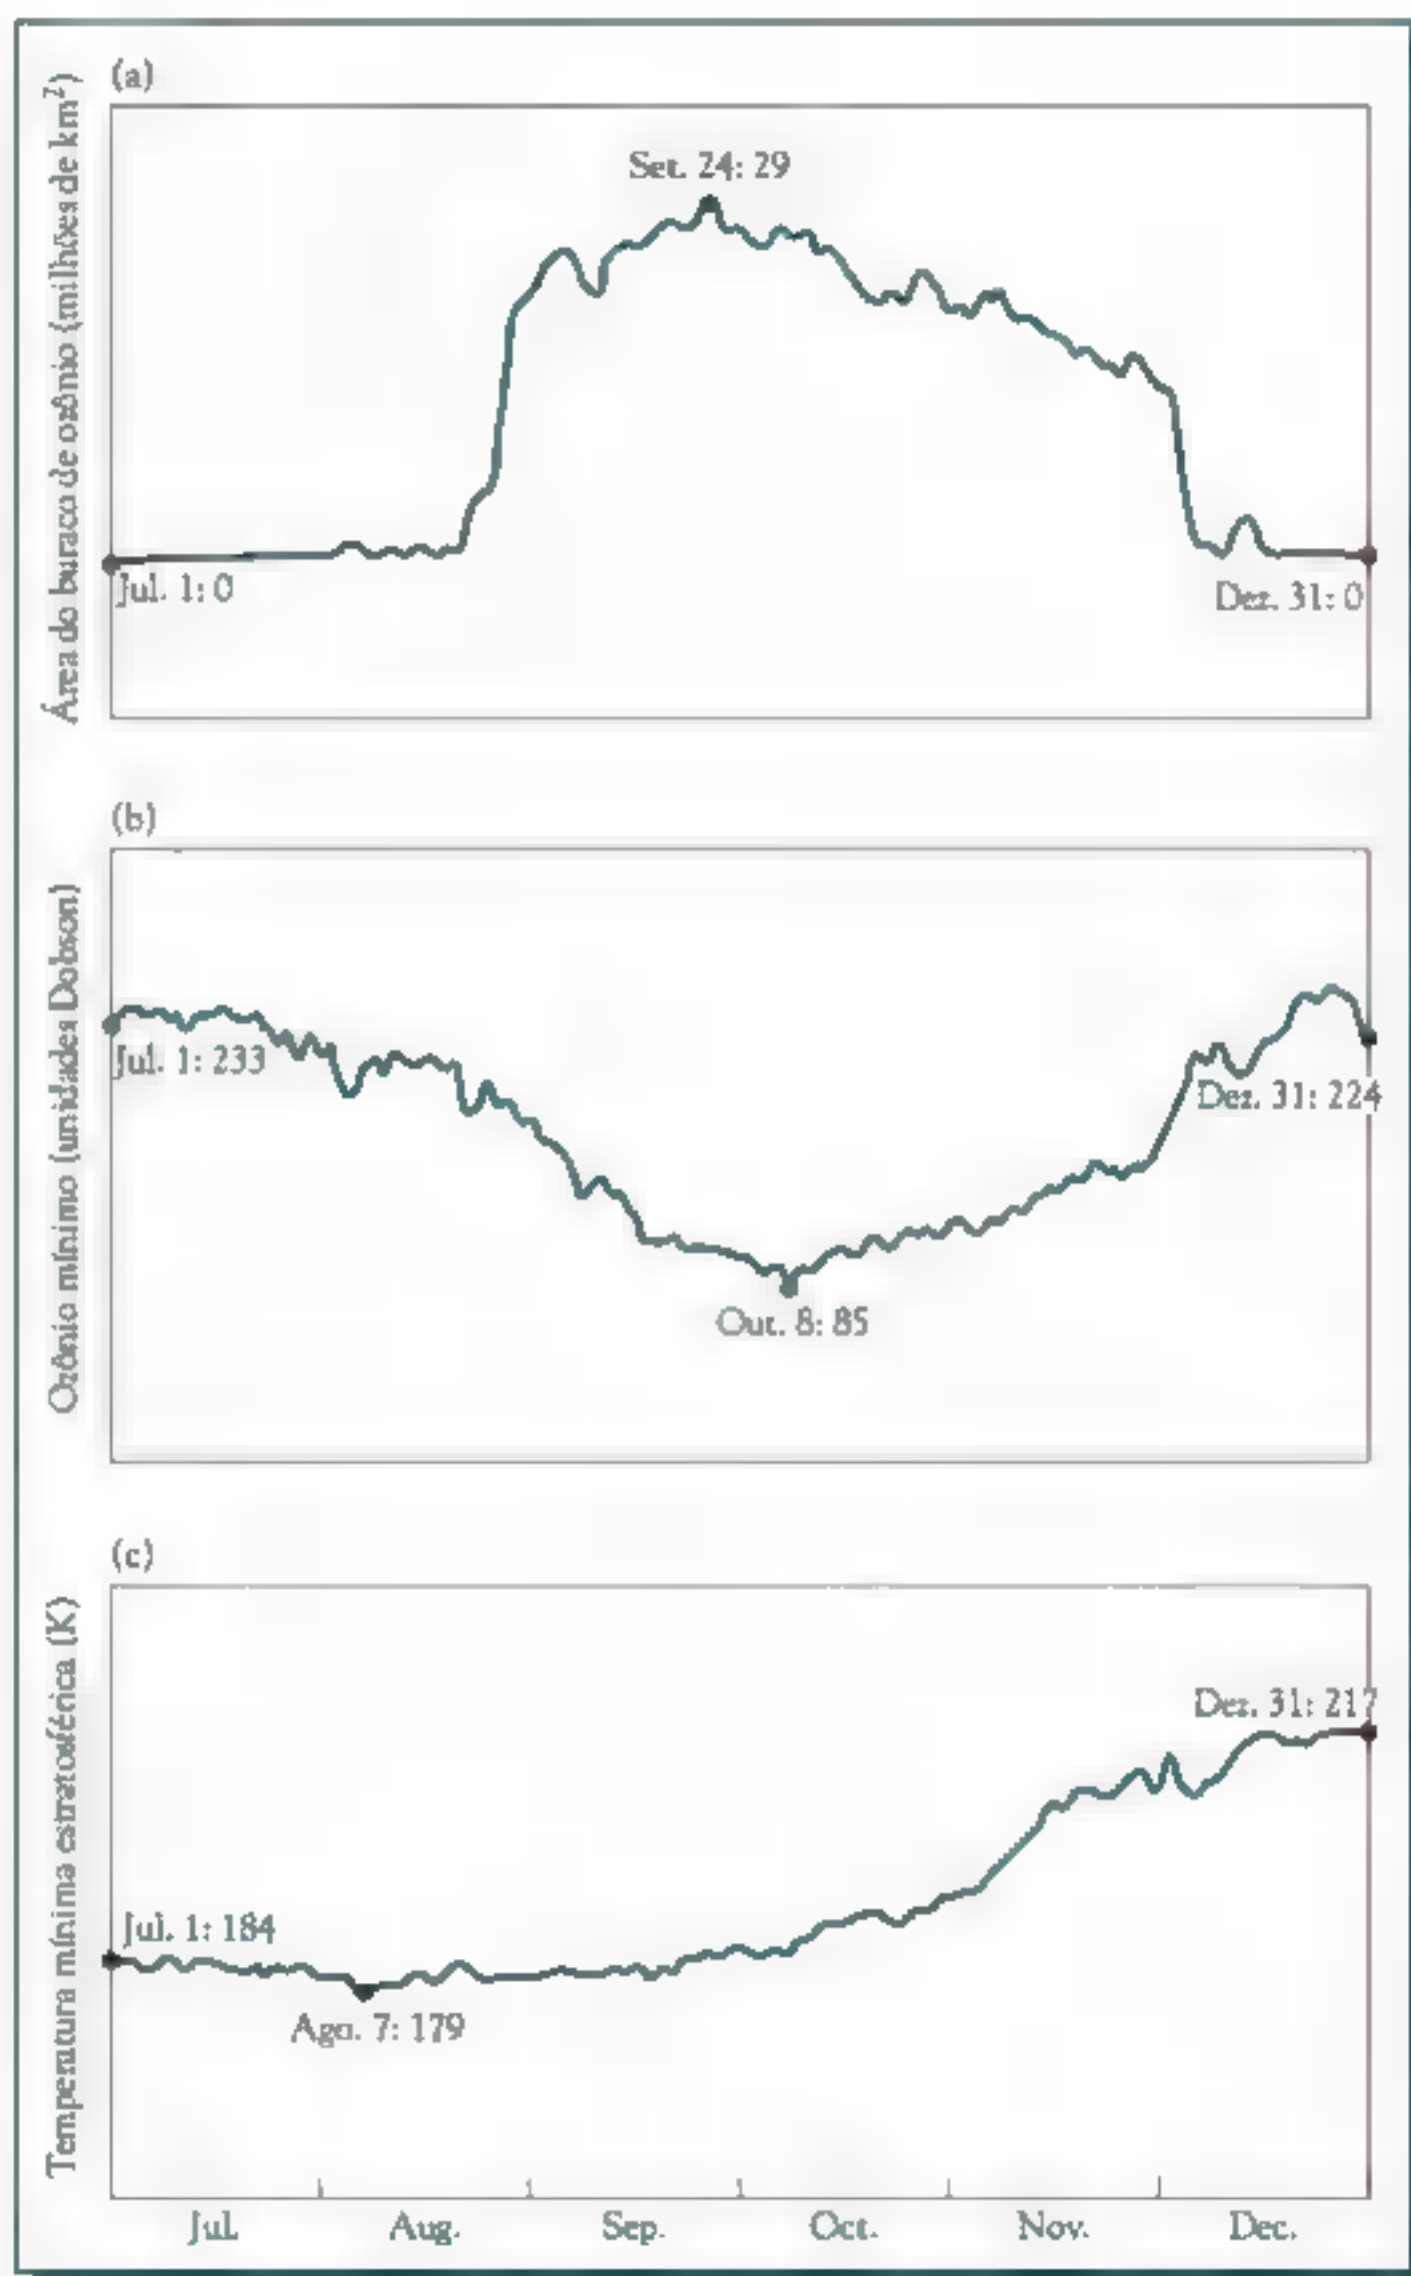 (a)
Área do buraco de ozônio (milhões de km²)
Set. 24: 29
Jul. 1: 0
Dez. 31: 0
(b)
Ozônio mínimo (unidades Dobson)
Jul. 1: 233
Dez. 31: 224
Out. 8: 85
(c)
Temperatura mínima estratosférica (K)
Dez. 31: 217
Jul. 1: 184
Ago. 7: 179
Jul. Aug. Sep. Oct. Nov. Dec.